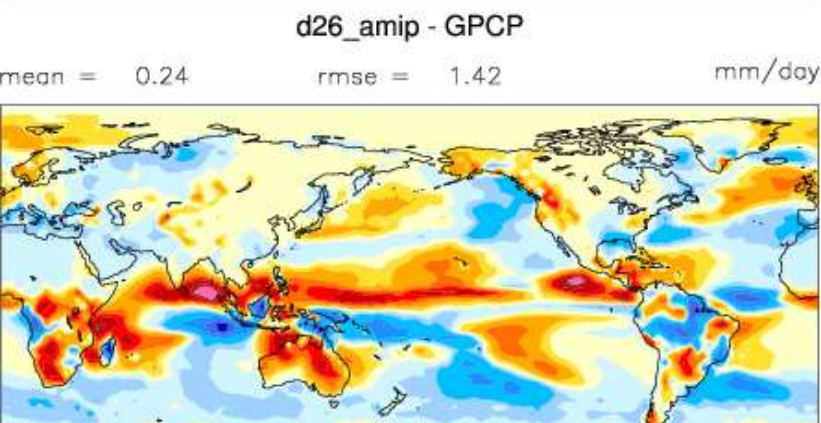 d26_amip - GPCP
mean = 0.24 rmse = 1.42 mm/day